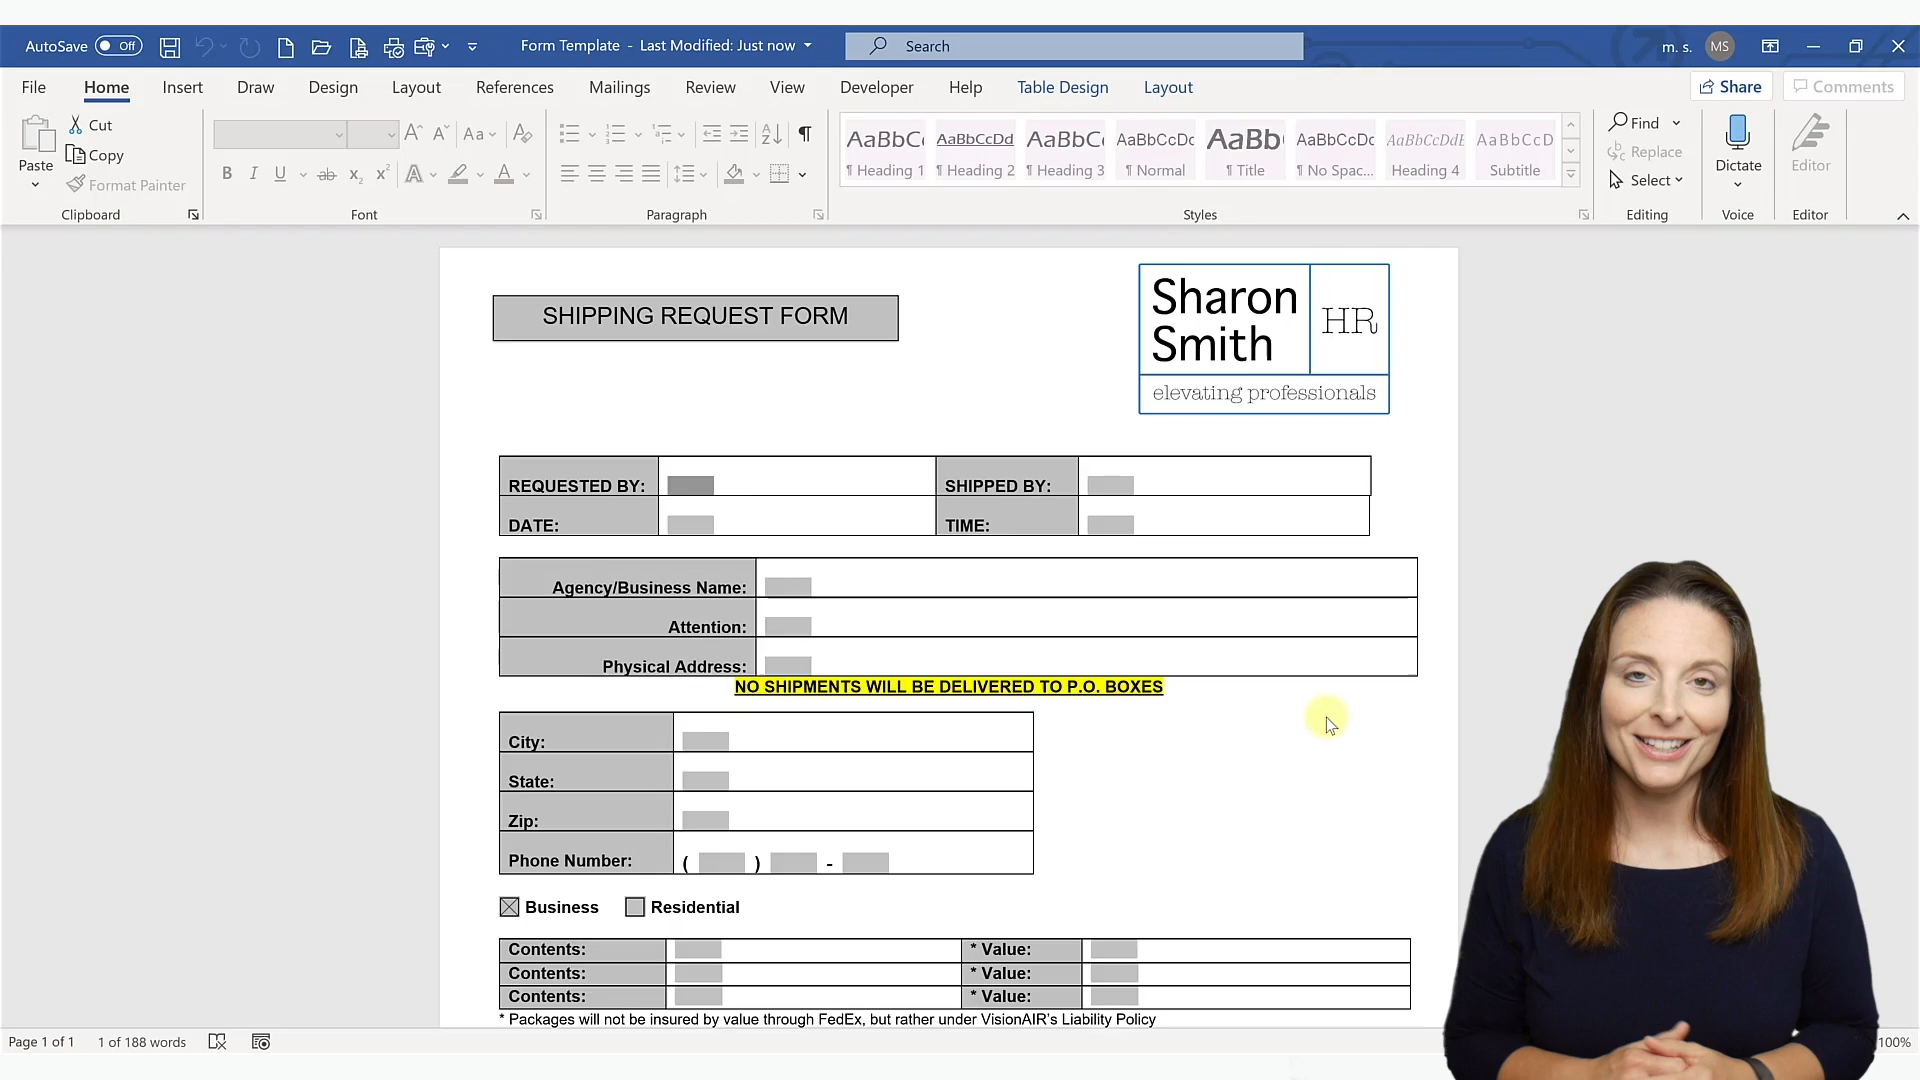 AutoSave Off Form Template - Last Modified: Just now Search m. s. MS
File Home Insert Draw Design Layout References Mailings Review View Developer Help Table Design Layout Share Comments
Paste Cut Copy Format Painter Clipboard
Aa B I U ab x₂ x² A A Font
Paragraph
AaBbC AaBbCcDd AaBbC AaBbCcDc AaBb AaBbCcDc AaBbCcDdE AaBbCcD
¶ Heading 1 ¶ Heading 2 ¶ Heading 3 ¶ Normal ¶ Title ¶ No Spac... Heading 4 Subtitle
Styles
Find Replace Select Editing
Dictate Voice
Editor Editor
SHIPPING REQUEST FORM
Sharon
Smith
HR
elevating professionals
REQUESTED BY: SHIPPED BY:
DATE: TIME:
Agency/Business Name:
Attention:
Physical Address:
NO SHIPMENTS WILL BE DELIVERED TO P.O. BOXES
City:
State:
Zip:
Phone Number: ( ) -
Business Residential
Contents: * Value:
Contents: * Value:
Contents: * Value:
* Packages will not be insured by value through FedEx, but rather under VisionAIR's Liability Policy
Page 1 of 1 1 of 188 words 100%